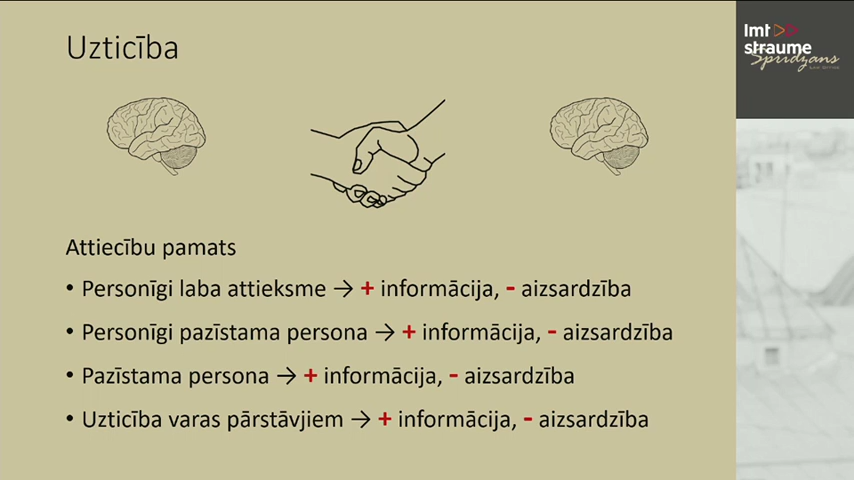 Uzticība
lmt
straume
Sprīdzāns
Attiecību pamats
• Personīgi laba attieksme → + informācija, - aizsardzība
• Personīgi pazīstama persona → + informācija, - aizsardzība
• Pazīstama persona → + informācija, - aizsardzība
• Uzticība varas pārstāvjiem → + informācija, - aizsardzība